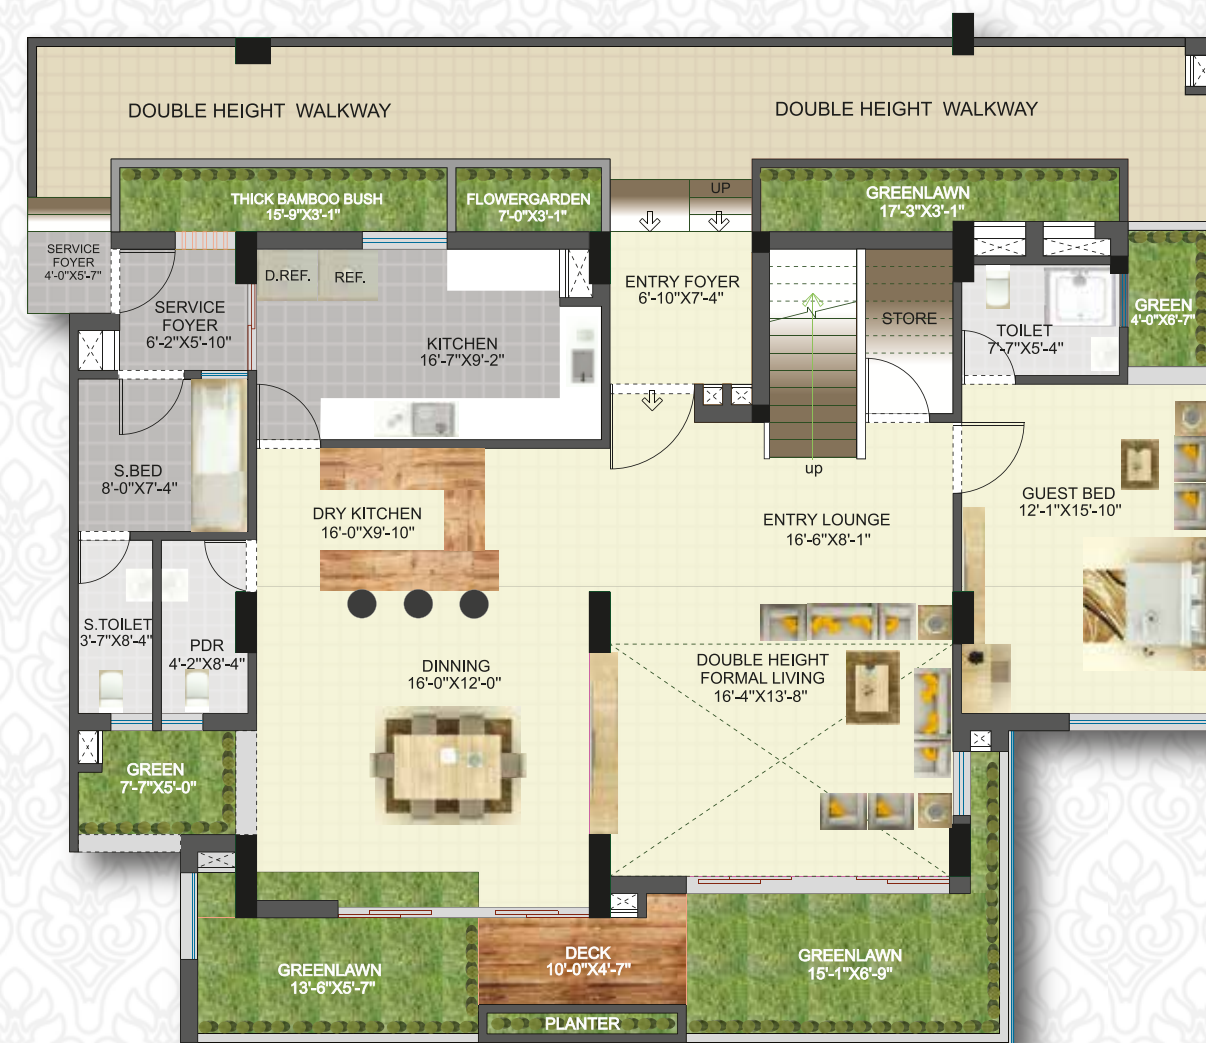 DOUBLE HEIGHT WALKWAY
DOUBLE HEIGHT WALKWAY
THICK BAMBOO BUSH
15'-9"X3'-1"
FLOWERGARDEN
7'-0"X3'-1"
UP
GREENLAWN
17'-3"X3'-1"
SERVICE
FOYER
4'-0"X5'-7"
SERVICE
FOYER
6'-2"X5'-10"
D.REF.
REF.
KITCHEN
16'-7"X9'-2"
ENTRY FOYER
6'-10"X7'-4"
STORE
TOILET
7'-7"X5'-4"
GREEN
4'-0"X6'-7"
S.BED
8'-0"X7'-4"
DRY KITCHEN
16'-0"X9'-10"
up
ENTRY LOUNGE
16'-6"X8'-1"
GUEST BED
12'-1"X15'-10"
S.TOILET
3'-7"X8'-4"
PDR
4'-2"X8'-4"
DINNING
16'-0"X12'-0"
DOUBLE HEIGHT
FORMAL LIVING
16'-4"X13'-8"
GREEN
7'-7"X5'-0"
GREENLAWN
13'-6"X5'-7"
DECK
10'-0"X4'-7"
GREENLAWN
15'-1"X6'-9"
PLANTER